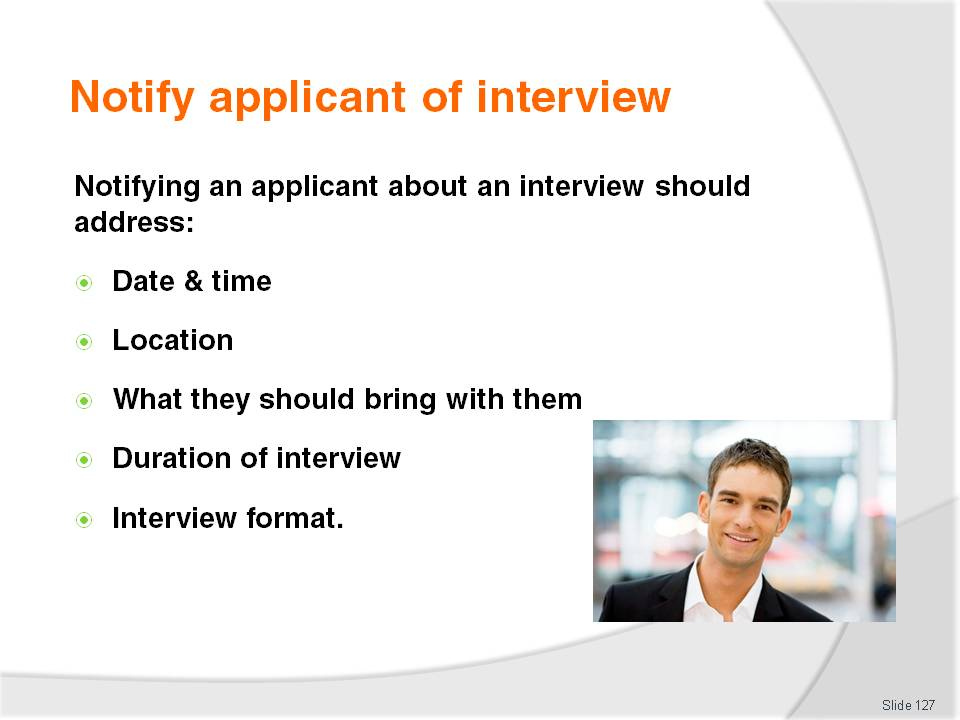 Notify applicant of interview
Notifying an applicant about an interview should
address:
Date & time
Location
What they should bring with them
Duration of interview
Interview format.
Slide 127